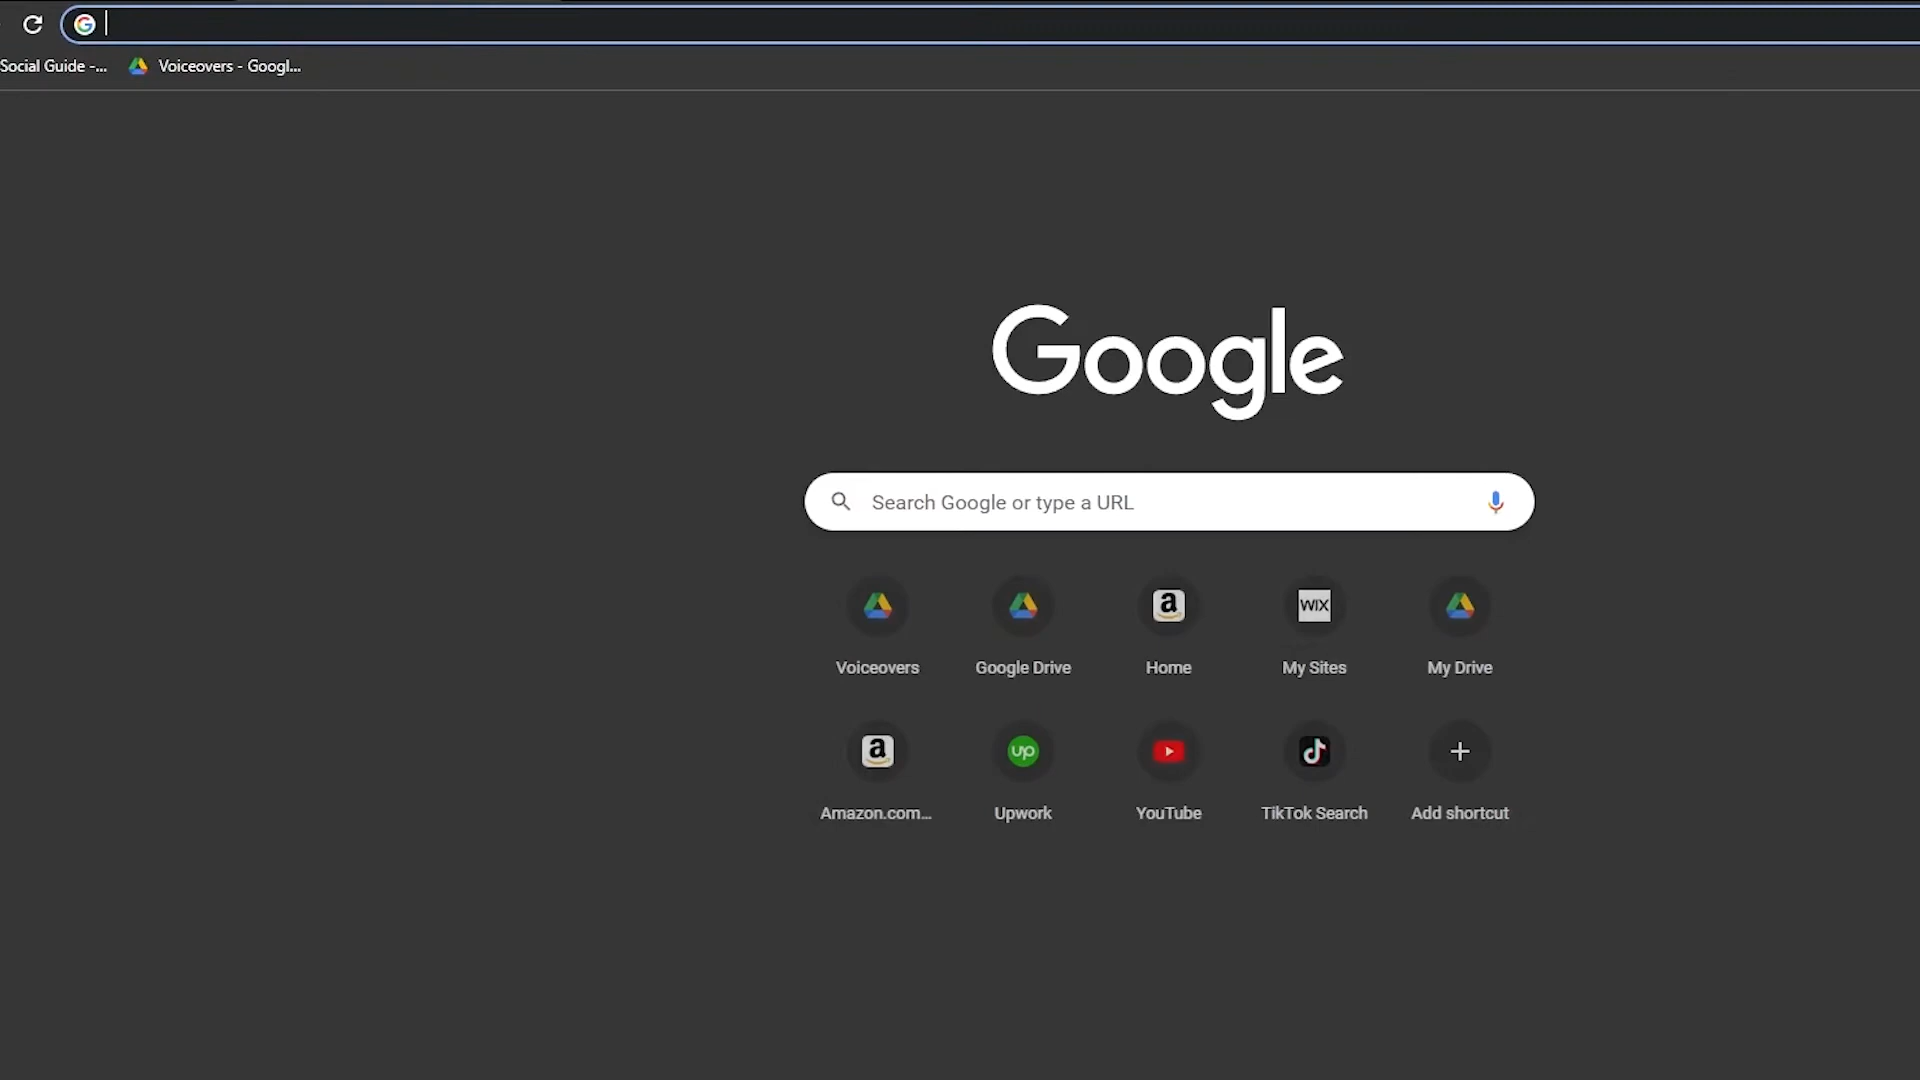 Social Guide -...
Voiceovers - Googl...
Google
Search Google or type a URL
Voiceovers
Google Drive
Home
WIX
My Sites
My Drive
Amazon.com...
up
Upwork
YouTube
TikTok Search
Add shortcut